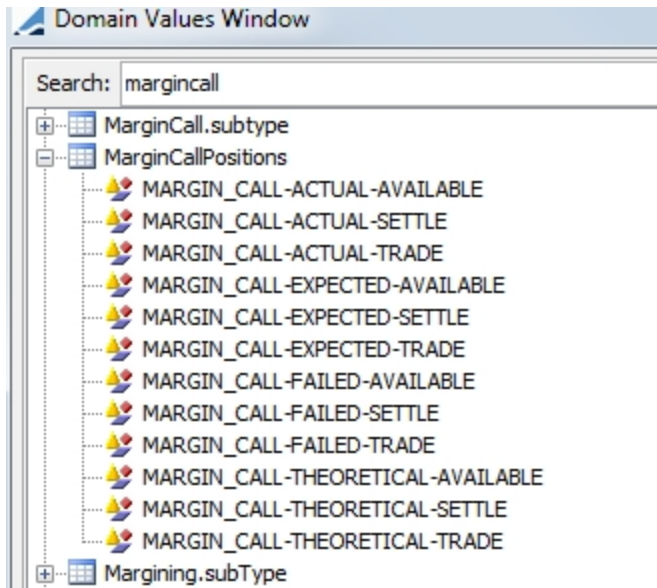 Domain Values Window
Search: margincall
MarginCall.subtype
MarginCallPositions
MARGIN_CALL-ACTUAL-AVAILABLE
MARGIN_CALL-ACTUAL-SETTLE
MARGIN_CALL-ACTUAL-TRADE
MARGIN_CALL-EXPECTED-AVAILABLE
MARGIN_CALL-EXPECTED-SETTLE
MARGIN_CALL-EXPECTED-TRADE
MARGIN_CALL-FAILED-AVAILABLE
MARGIN_CALL-FAILED-SETTLE
MARGIN_CALL-FAILED-TRADE
MARGIN_CALL-THEORETICAL-AVAILABLE
MARGIN_CALL-THEORETICAL-SETTLE
MARGIN_CALL-THEORETICAL-TRADE
Margining.subType